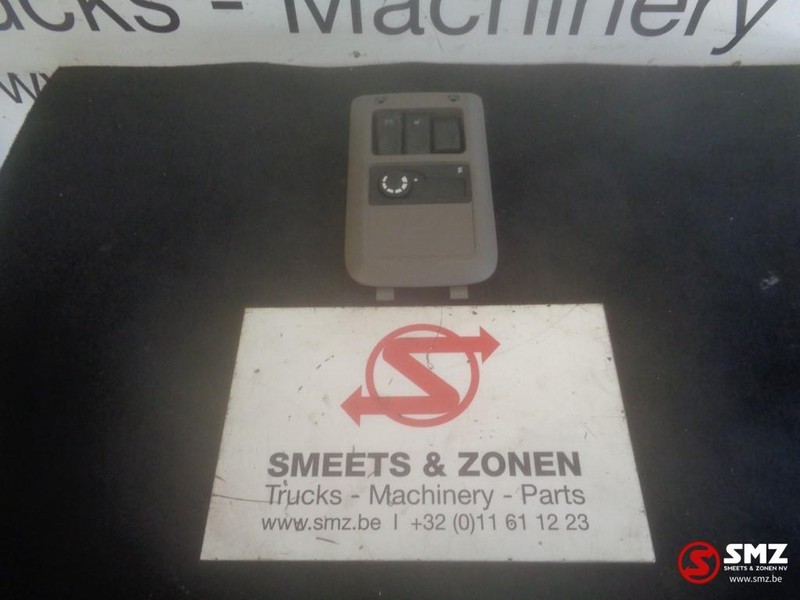 Trucks - Machinery
SMEETS & ZONEN
Trucks - Machinery - Parts
www.smz.be | +32 (0)11 61 12 23
SMZ
SMEETS & ZONEN NV
www.smz.be